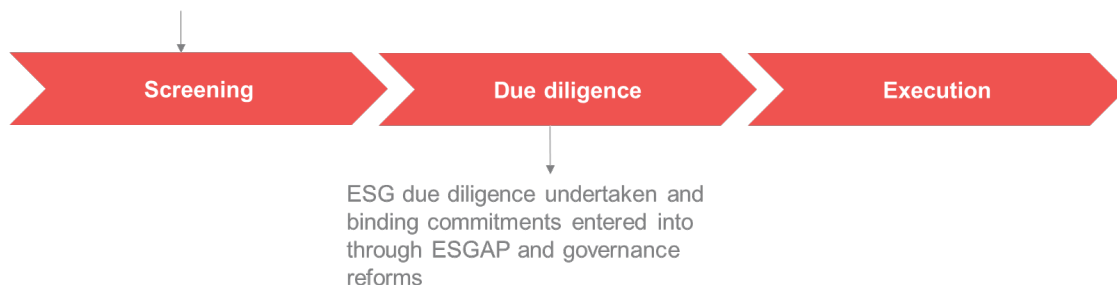 Screening
Due diligence
Execution
ESG due diligence undertaken and
binding commitments entered into
through ESGAP and governance
reforms